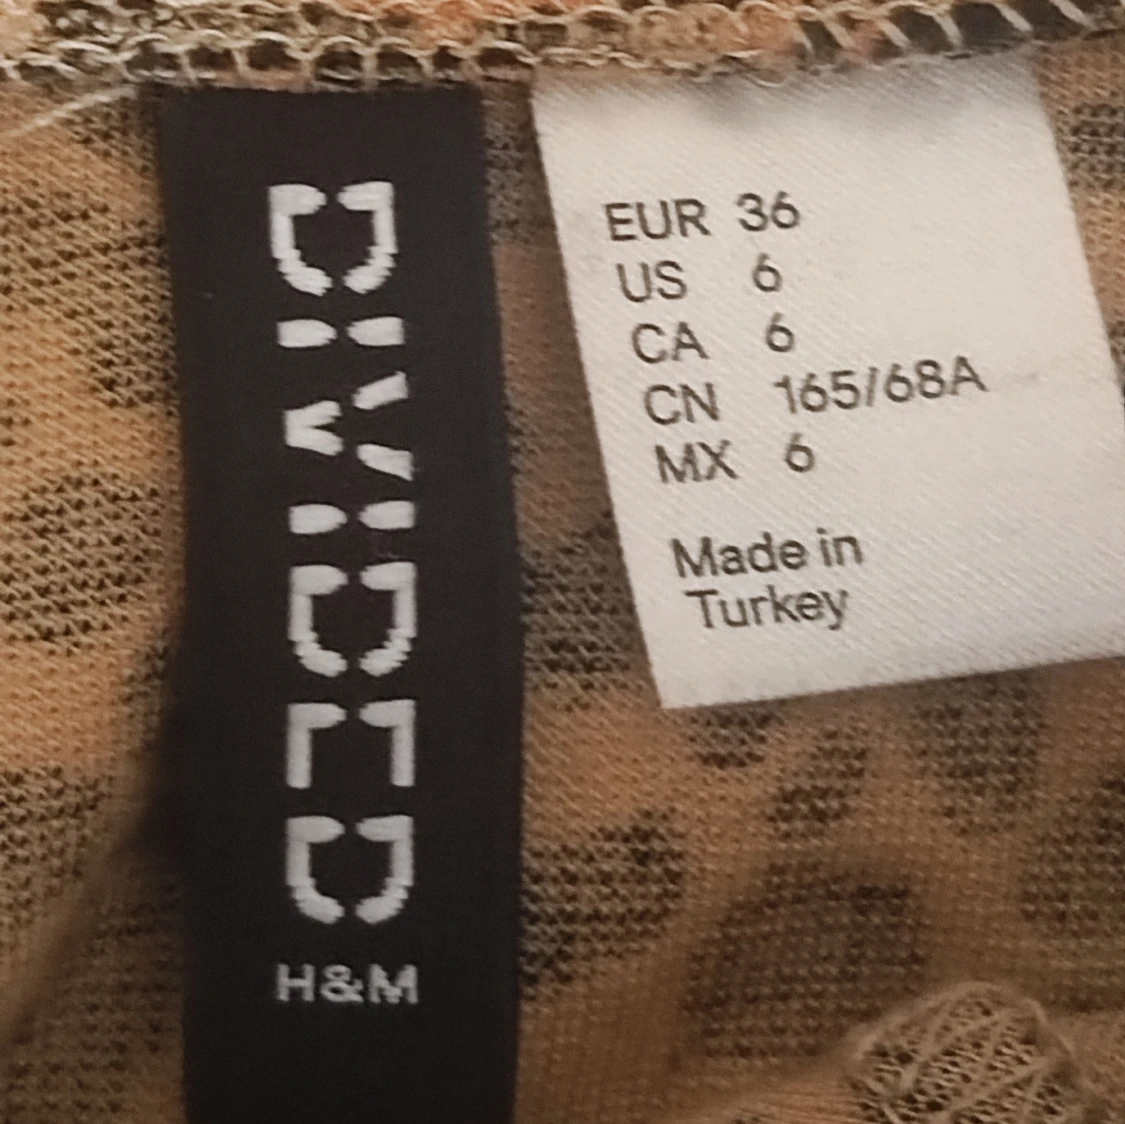 DIVIDED
H&M
EUR 36
US 6
CA 6
CN 165/68A
MX 6
Made in
Turkey